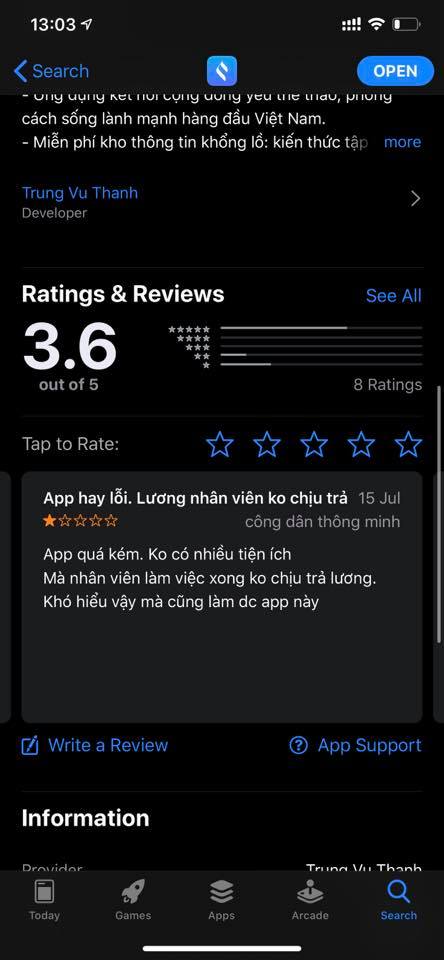 13:03
Search
OPEN
- Ứng dụng kết nối cộng đồng yêu thể thao, phong
cách sống lành mạnh hàng đầu Việt Nam.
- Miễn phí kho thông tin khổng lồ: kiến thức tập more
Trung Vu Thanh
Developer
Ratings & Reviews See All
3.6
out of 5
8 Ratings
Tap to Rate:
App hay lỗi. Lương nhân viên ko chịu trả 15 Jul
công dân thông minh
App quá kém. Ko có nhiều tiện ích
Mà nhân viên làm việc xong ko chịu trả lương.
Khó hiểu vậy mà cũng làm dc app này
Write a Review App Support
Information
Provider Trung Vu Thanh
Today Games Apps Arcade Search